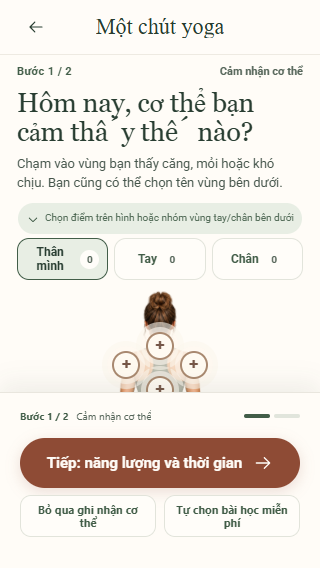 Một chút yoga
Bước 1 / 2
Cảm nhận cơ thể
Hôm nay, cơ thể bạn
cảm thấy thế nào?
Chạm vào vùng bạn thấy căng, mỏi hoặc khó
chịu. Bạn cũng có thể chọn tên vùng bên dưới.
Chọn điểm trên hình hoặc nhóm vùng tay/chân bên dưới
Thân
mình
0
Tay 0
Chân 0
Bước 1 / 2 Cảm nhận cơ thể
Tiếp: năng lượng và thời gian →
Bỏ qua ghi nhận cơ
thể
Tự chọn bài học miễn
phí